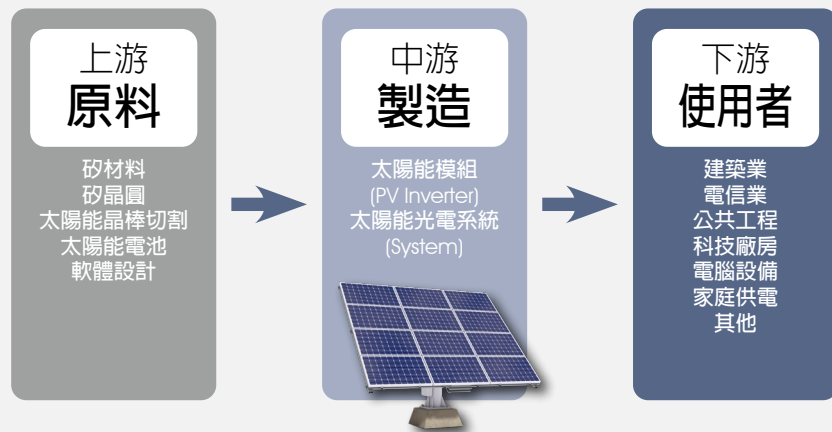 上游
原料
矽材料
矽晶圓
太陽能晶棒切割
太陽能電池
軟體設計
中游
製造
太陽能模組
(PV Inverter)
太陽能光電系統
(System)
下游
使用者
建築業
電信業
公共工程
科技廠房
電腦設備
家庭供電
其他